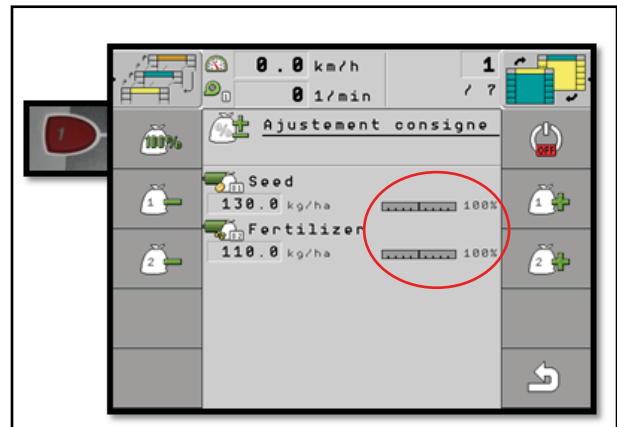 0.0 km/h
1
0 1/min
/ 7
1
100%
Ajustement consigne
OFF
Seed
130.0 kg/ha
100%
1
1
Fertilizer
110.0 kg/ha
100%
2
2